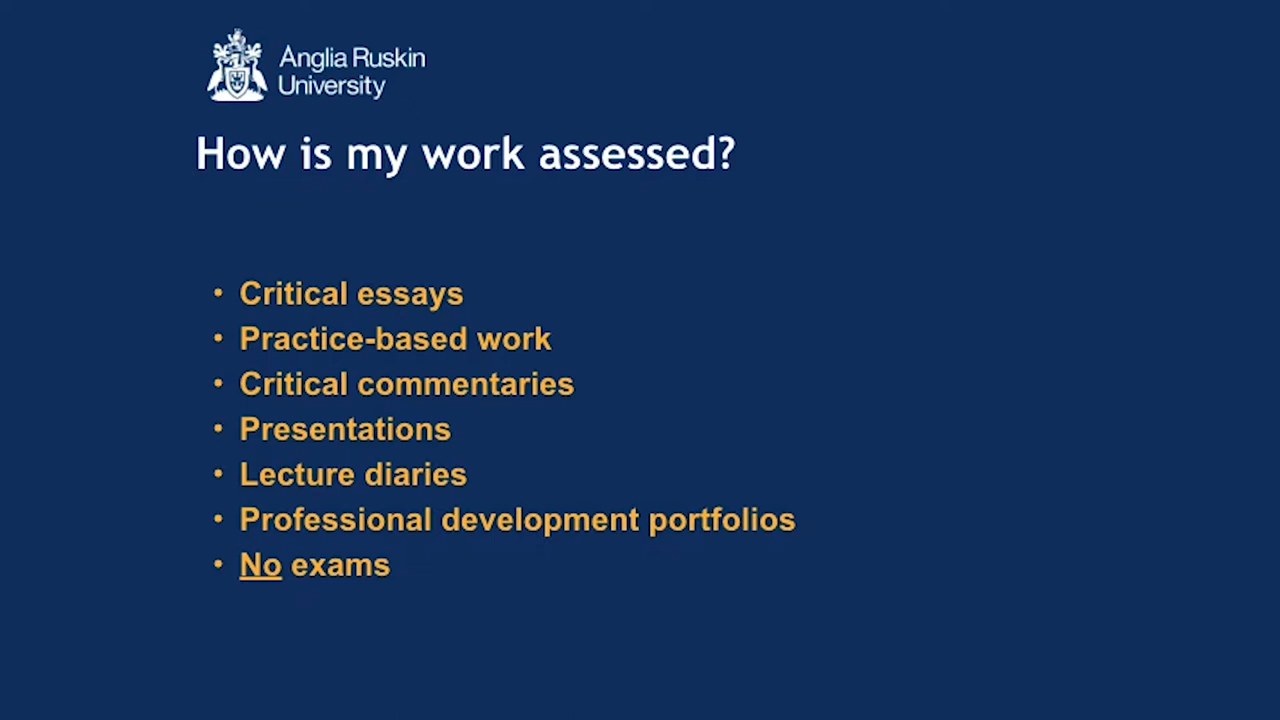 Anglia Ruskin
University
How is my work assessed?
• Critical essays
• Practice-based work
• Critical commentaries
• Presentations
• Lecture diaries
• Professional development portfolios
• No exams